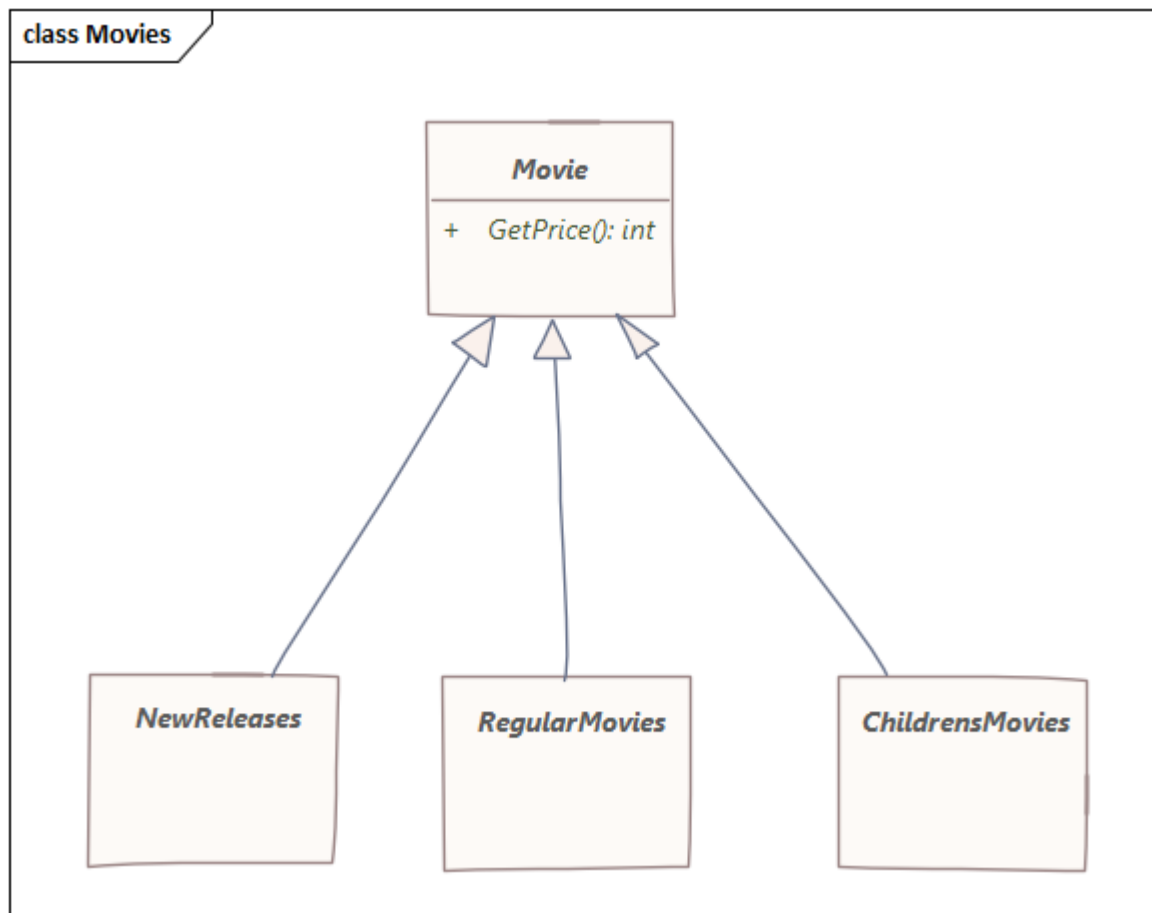 class Movies
Movie
+ GetPrice(): int
NewReleases
RegularMovies
ChildrensMovies